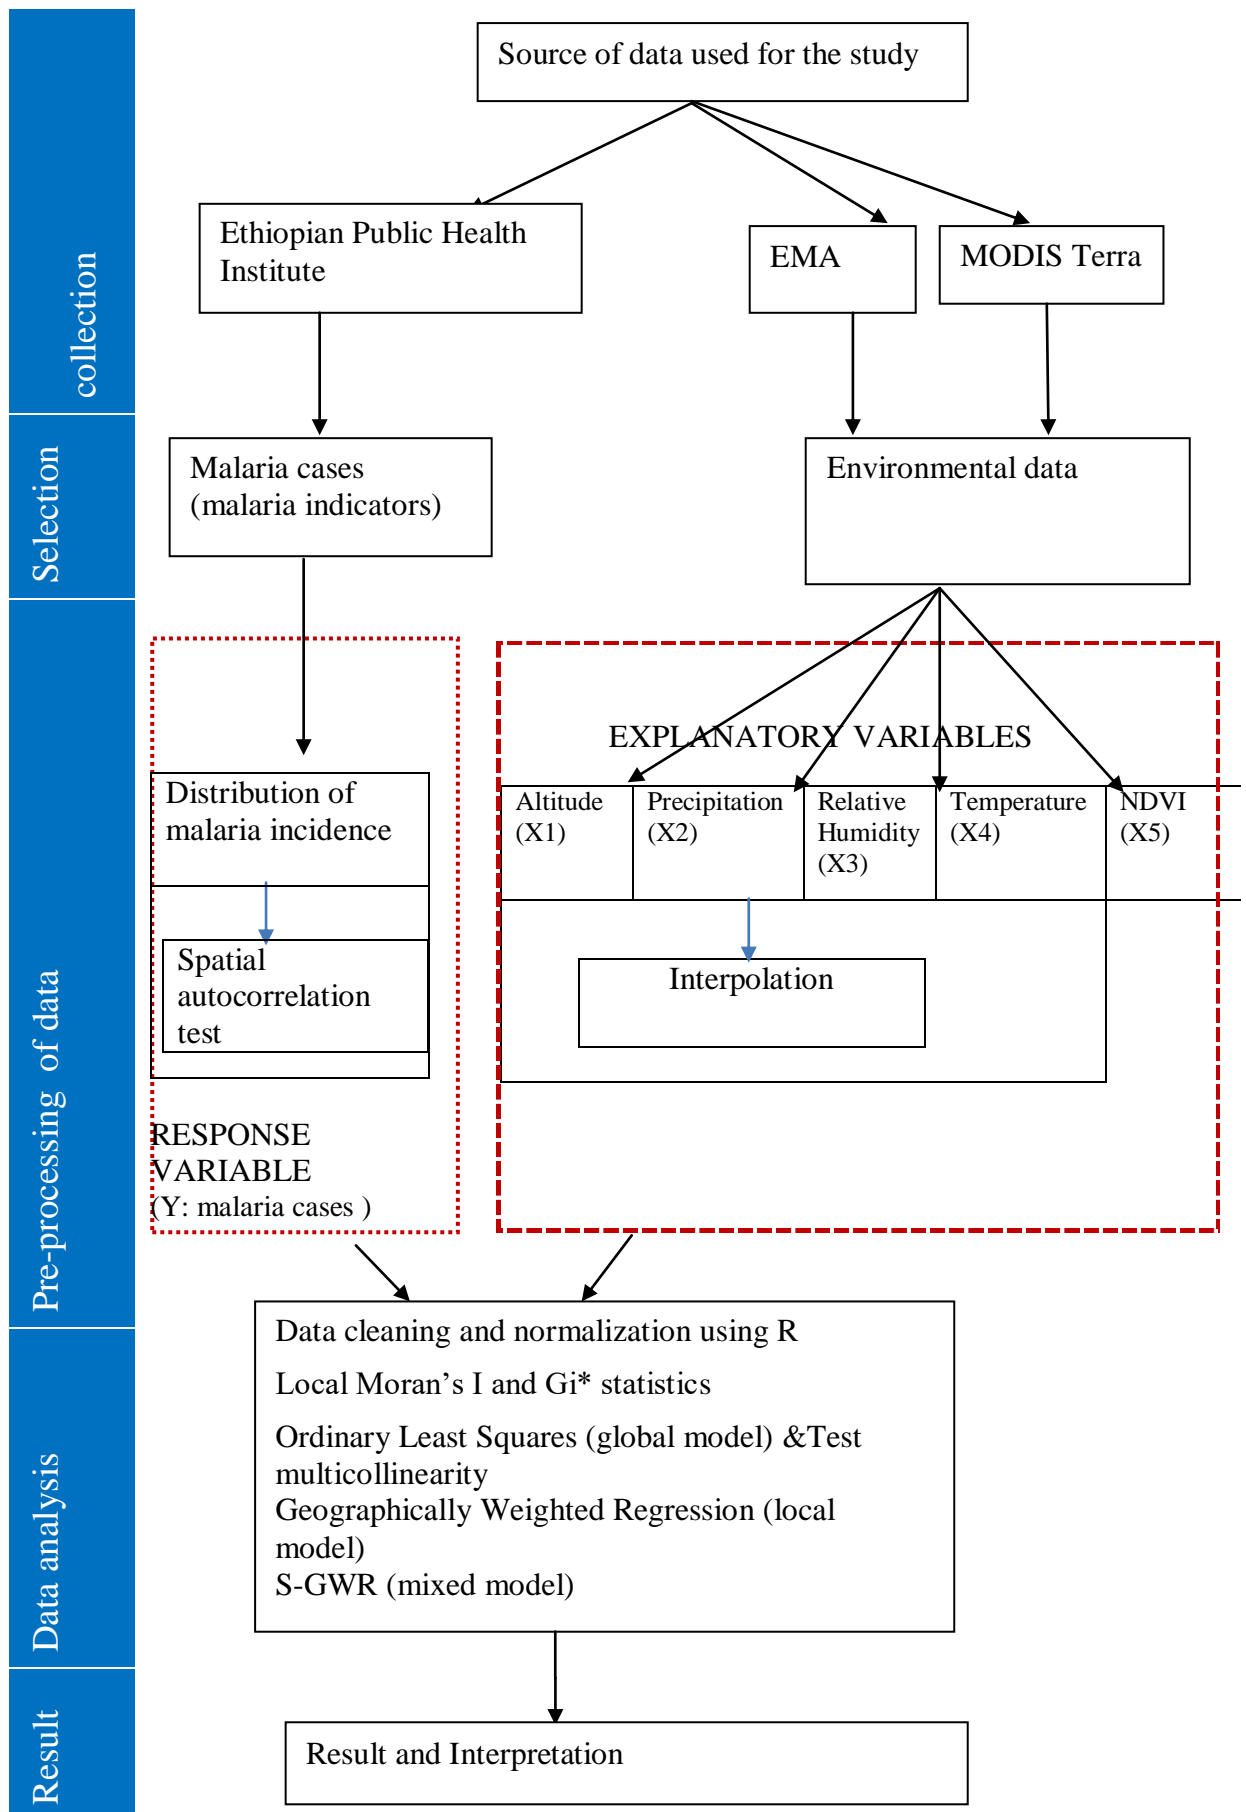 Source of data used for the study
collection
Ethiopian Public Health
Institute
EMA
MODIS Terra
Selection
Malaria cases
(malaria indicators)
Environmental data
Pre-processing of data
EXPLANATORY VARIABLES
Distribution of
malaria incidence
Altitude
(X1)
Precipitation
(X2)
Relative
Humidity
(X3)
Temperature
(X4)
NDVI
(X5)
Spatial
autocorrelation
test
Interpolation
RESPONSE
VARIABLE
(Y: malaria cases )
Data analysis
Data cleaning and normalization using R
Local Moran’s I and Gi* statistics
Ordinary Least Squares (global model) &Test
multicollinearity
Geographically Weighted Regression (local
model)
S-GWR (mixed model)
Result
Result and Interpretation